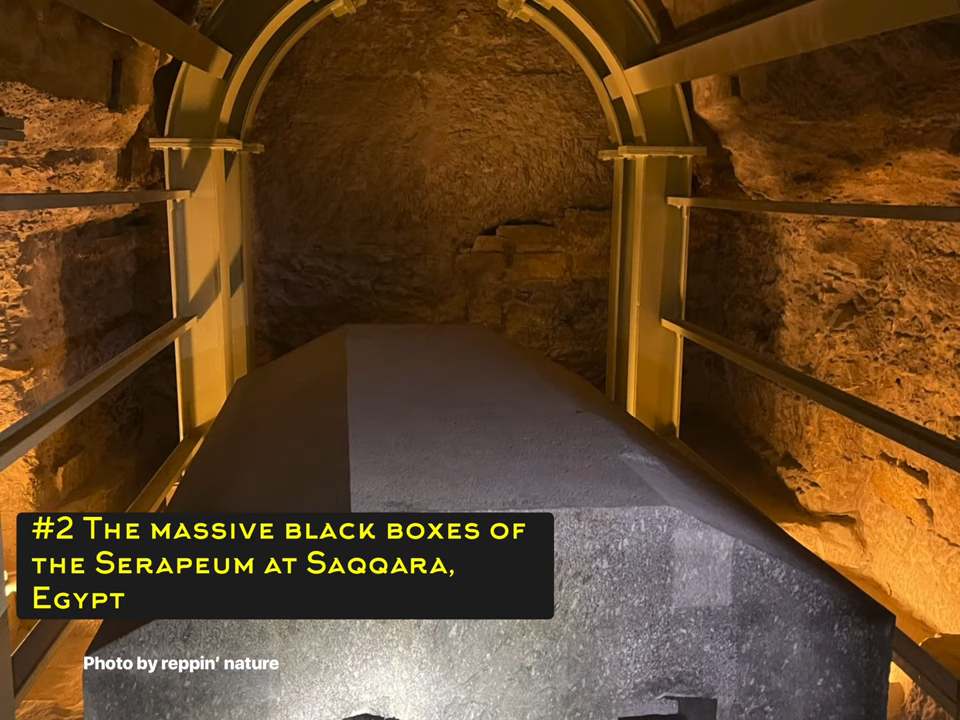 #2 The massive black boxes of
the Serapeum at Saqqara,
Egypt
Photo by reppin' nature